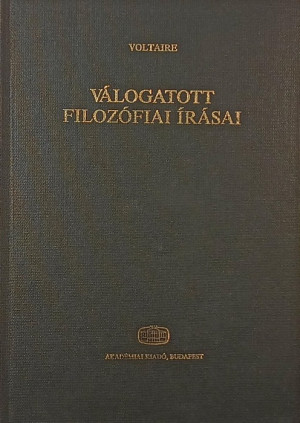 VOLTAIRE
VÁLOGATOTT
FILOZÓFIAI ÍRÁSAI
AKADÉMIAI KIADÓ, BUDAPEST